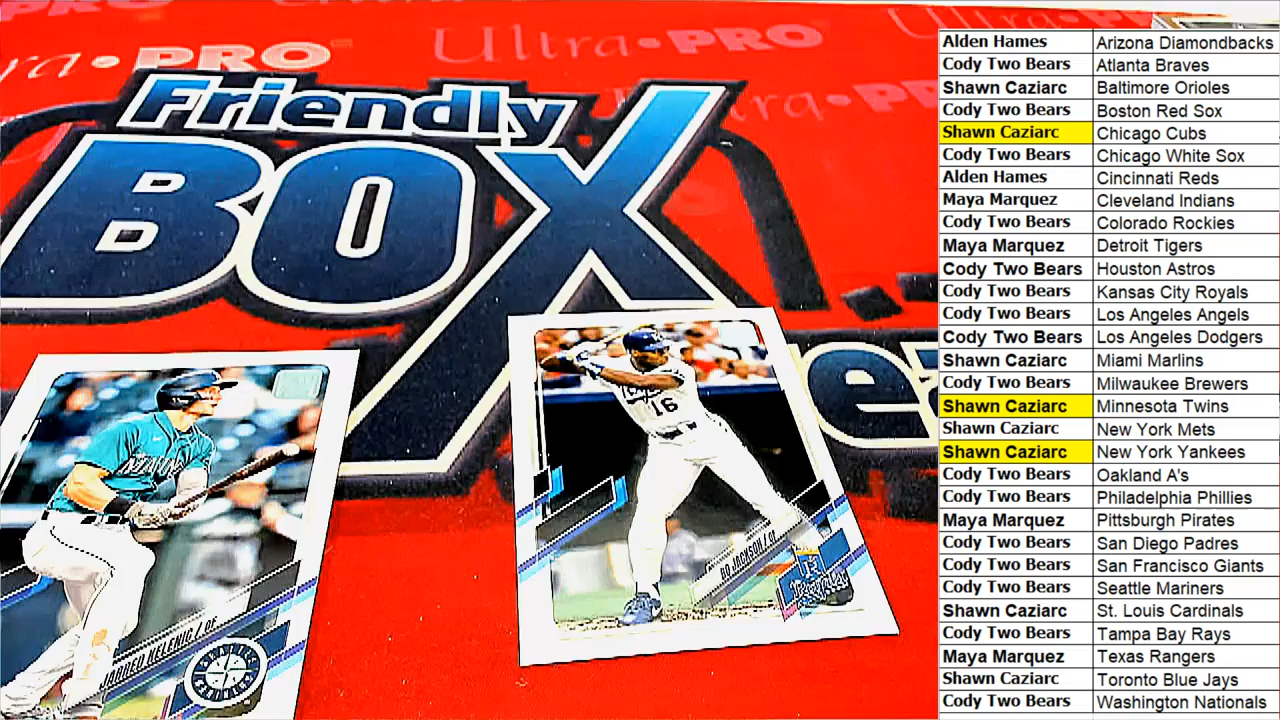 Ultra•PRO
ra•PRO
Ultra•PRO
Friendly
BOX
JARRED KELENIC / OF
SEATTLE
16
BO JACKSON / OF
Royals
Alden Hames Arizona Diamondbacks
Cody Two Bears Atlanta Braves
Shawn Caziarc Baltimore Orioles
Cody Two Bears Boston Red Sox
Shawn Caziarc Chicago Cubs
Cody Two Bears Chicago White Sox
Alden Hames Cincinnati Reds
Maya Marquez Cleveland Indians
Cody Two Bears Colorado Rockies
Maya Marquez Detroit Tigers
Cody Two Bears Houston Astros
Cody Two Bears Kansas City Royals
Cody Two Bears Los Angeles Angels
Cody Two Bears Los Angeles Dodgers
Shawn Caziarc Miami Marlins
Cody Two Bears Milwaukee Brewers
Shawn Caziarc Minnesota Twins
Shawn Caziarc New York Mets
Shawn Caziarc New York Yankees
Cody Two Bears Oakland A's
Cody Two Bears Philadelphia Phillies
Maya Marquez Pittsburgh Pirates
Cody Two Bears San Diego Padres
Cody Two Bears San Francisco Giants
Cody Two Bears Seattle Mariners
Shawn Caziarc St. Louis Cardinals
Cody Two Bears Tampa Bay Rays
Maya Marquez Texas Rangers
Shawn Caziarc Toronto Blue Jays
Cody Two Bears Washington Nationals